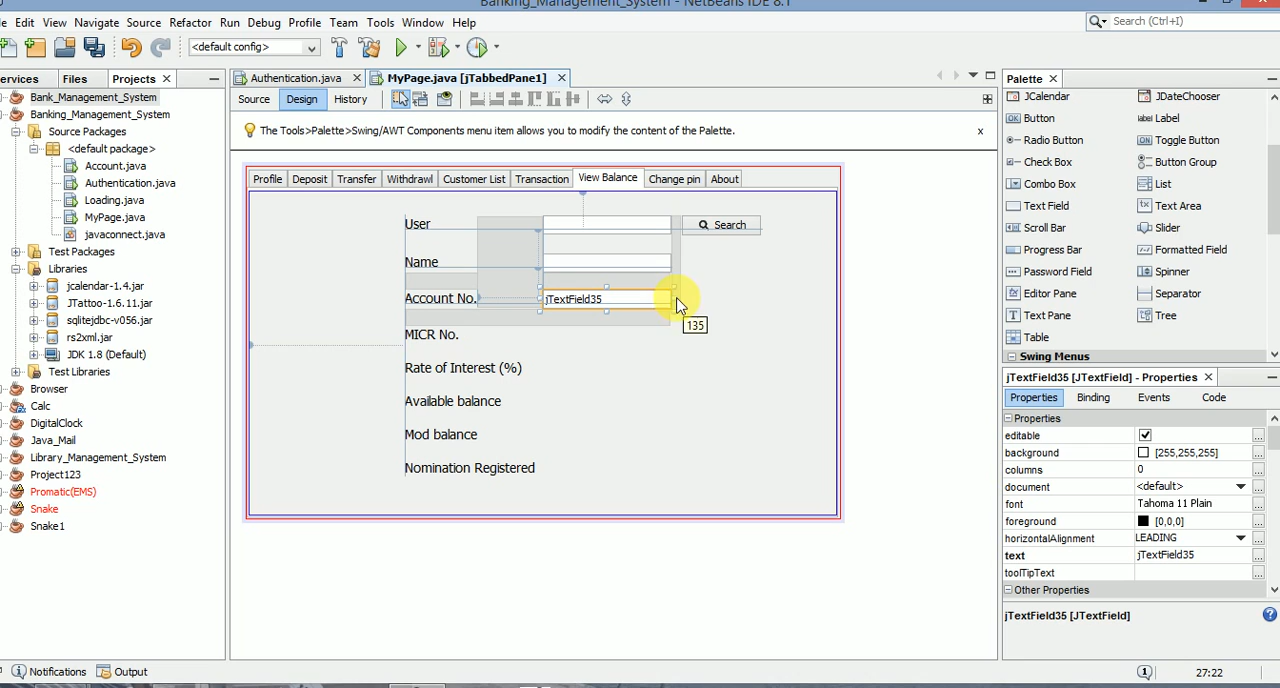 Banking_Management_System - NetBeans IDE 8.1
Edit View Navigate Source Refactor Run Debug Profile Team Tools Window Help
Search (Ctrl+I)
<default config>
ervices Files Projects
Authentication.java MyPage.java [jTabbedPane1]
Palette
Source Design History
The Tools>Palette>Swing/AWT Components menu item allows you to modify the content of the Palette. x
Bank_Management_System
Banking_Management_System
Source Packages
<default package>
Account.java
Authentication.java
Loading.java
MyPage.java
javaconnect.java
Test Packages
Libraries
jcalendar-1.4.jar
JTattoo-1.6.11.jar
sqlitejdbc-v056.jar
rs2xml.jar
JDK 1.8 (Default)
Test Libraries
Browser
Calc
DigitalClock
Java_Mail
Library_Management_System
Project123
Promatic(EMS)
Snake
Snake1
Profile Deposit Transfer Withdrawl Customer List Transaction View Balance Change pin About
User
Search
Name
Account No.
jTextField35
135
MICR No.
Rate of Interest (%)
Available balance
Mod balance
Nomination Registered
JCalendar JDateChooser
OK Button label Label
Radio Button Toggle Button
Check Box Button Group
Combo Box List
Text Field Text Area
Scroll Bar Slider
Progress Bar Formatted Field
Password Field Spinner
Editor Pane Separator
Text Pane Tree
Table
Swing Menus
jTextField35 [JTextField] - Properties
Properties Binding Events Code
Properties
editable
background [255,255,255] ...
columns 0 ...
document <default> ...
font Tahoma 11 Plain ...
foreground [0,0,0] ...
horizontalAlignment LEADING ...
text jTextField35 ...
toolTipText ...
Other Properties
jTextField35 [JTextField]
Notifications Output
27:22